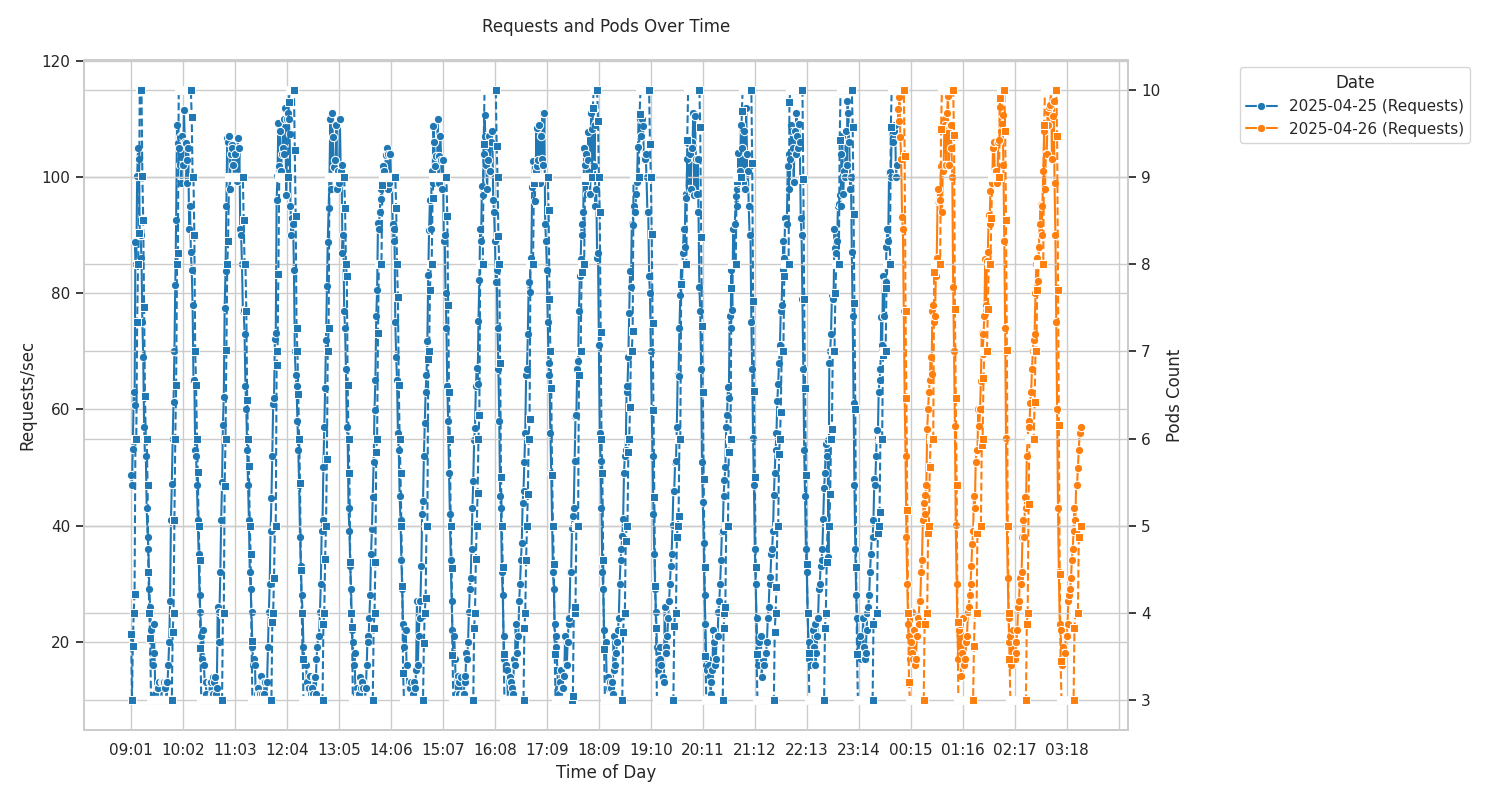 Requests and Pods Over Time
Date
2025-04-25 (Requests)
2025-04-26 (Requests)
Requests/sec
120
100
80
60
40
20
Pods Count
10
9
8
7
6
5
4
3
09:01 10:02 11:03 12:04 13:05 14:06 15:07 16:08 17:09 18:09 19:10 20:11 21:12 22:13 23:14 00:15 01:16 02:17 03:18
Time of Day